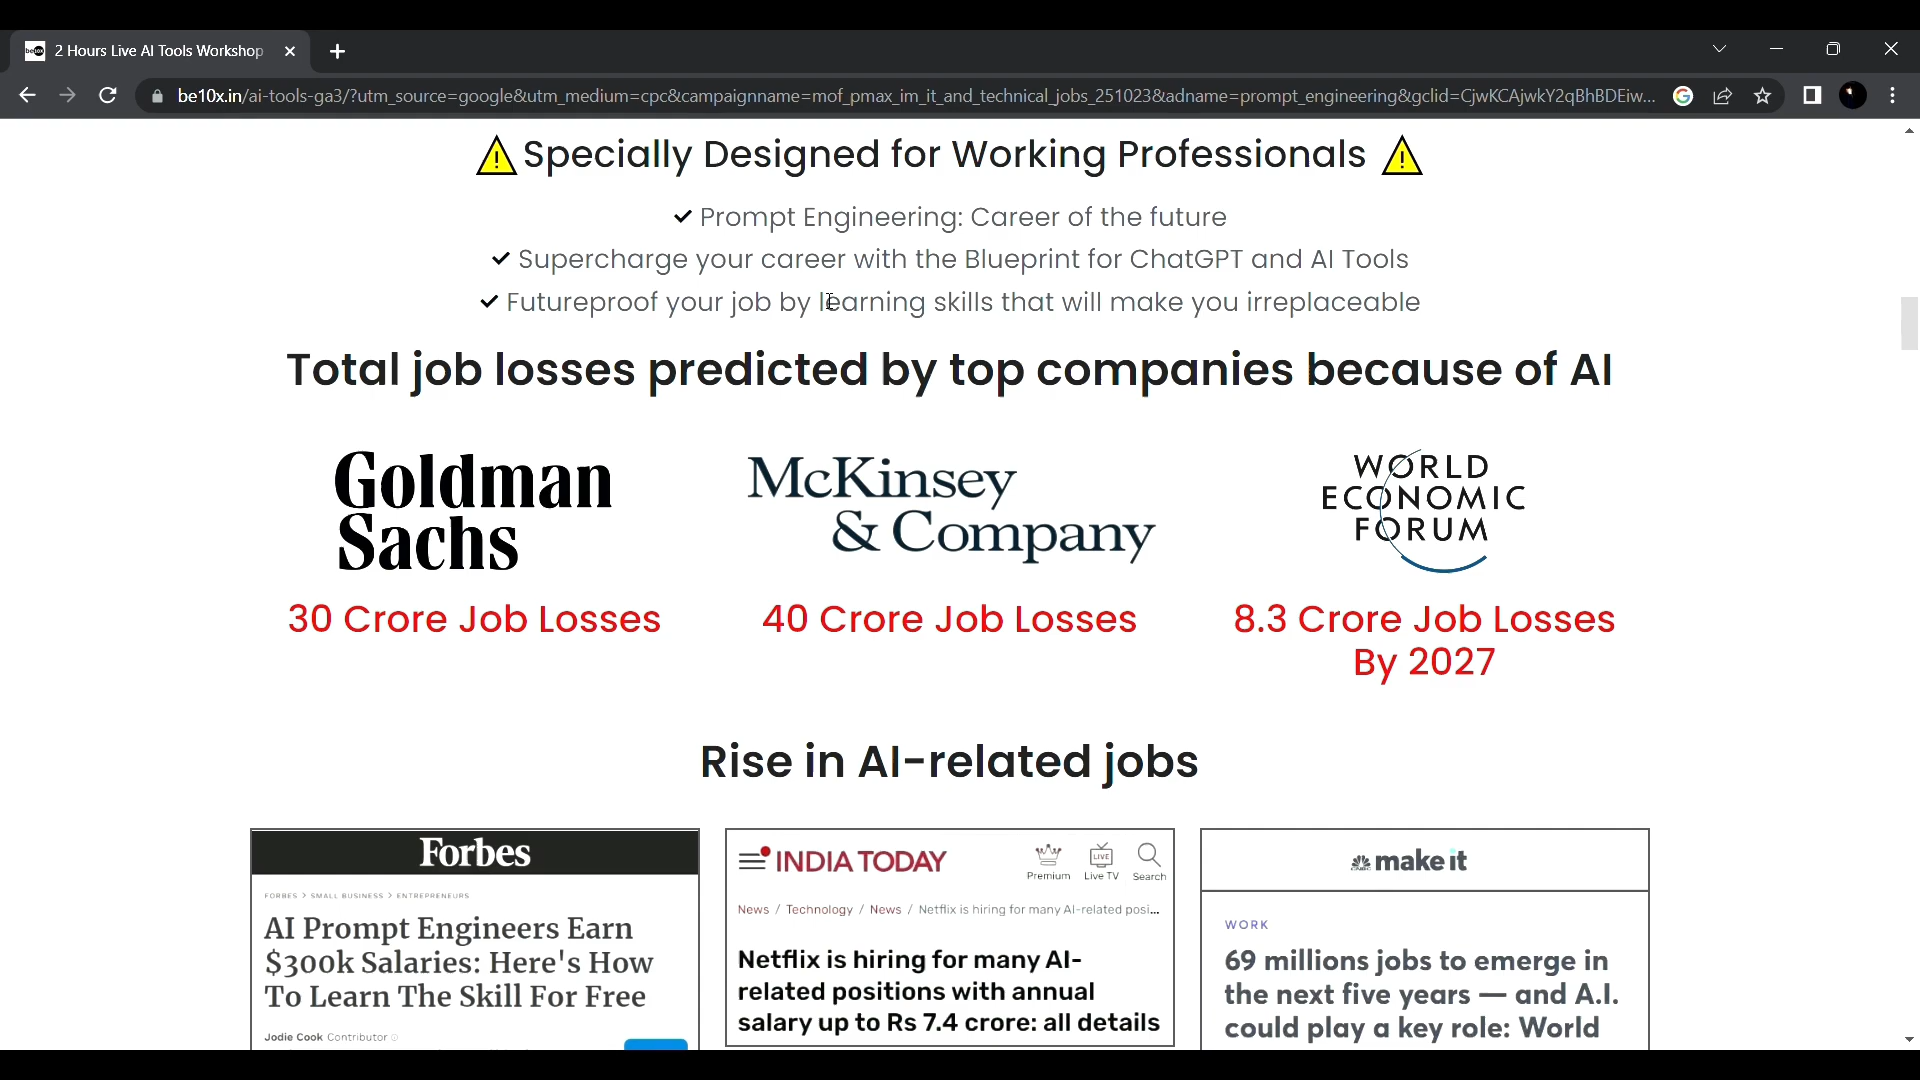 be10x
2 Hours Live AI Tools Workshop
be10x.in/ai-tools-ga3/?utm_source=google&utm_medium=cpc&campaignname=mof_pmax_im_it_and_technical_jobs_251023&adname=prompt_engineering&gclid=CjwKCAjwkY2qBhBDEiw...
Specially Designed for Working Professionals
✔ Prompt Engineering: Career of the future
✔ Supercharge your career with the Blueprint for ChatGPT and AI Tools
✔ Futureproof your job by learning skills that will make you irreplaceable
Total job losses predicted by top companies because of AI
Goldman
Sachs
McKinsey
& Company
WORLD
ECONOMIC
FORUM
30 Crore Job Losses
40 Crore Job Losses
8.3 Crore Job Losses
By 2027
Rise in AI-related jobs
Forbes
FORBES > SMALL BUSINESS > ENTREPRENEURS
AI Prompt Engineers Earn
$300k Salaries: Here's How
To Learn The Skill For Free
Jodie Cook Contributor
INDIA TODAY
LIVE
Premium Live TV Search
News / Technology / News / Netflix is hiring for many AI-related posi...
Netflix is hiring for many AI-
related positions with annual
salary up to Rs 7.4 crore: all details
make it
WORK
69 millions jobs to emerge in
the next five years — and A.I.
could play a key role: World